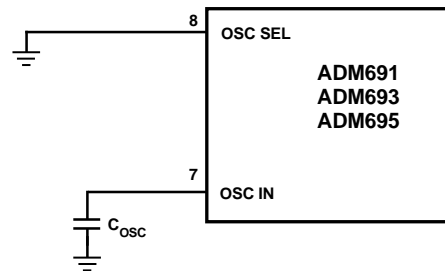 8
OSC SEL
ADM691
ADM693
ADM695
7
OSC IN
COSC